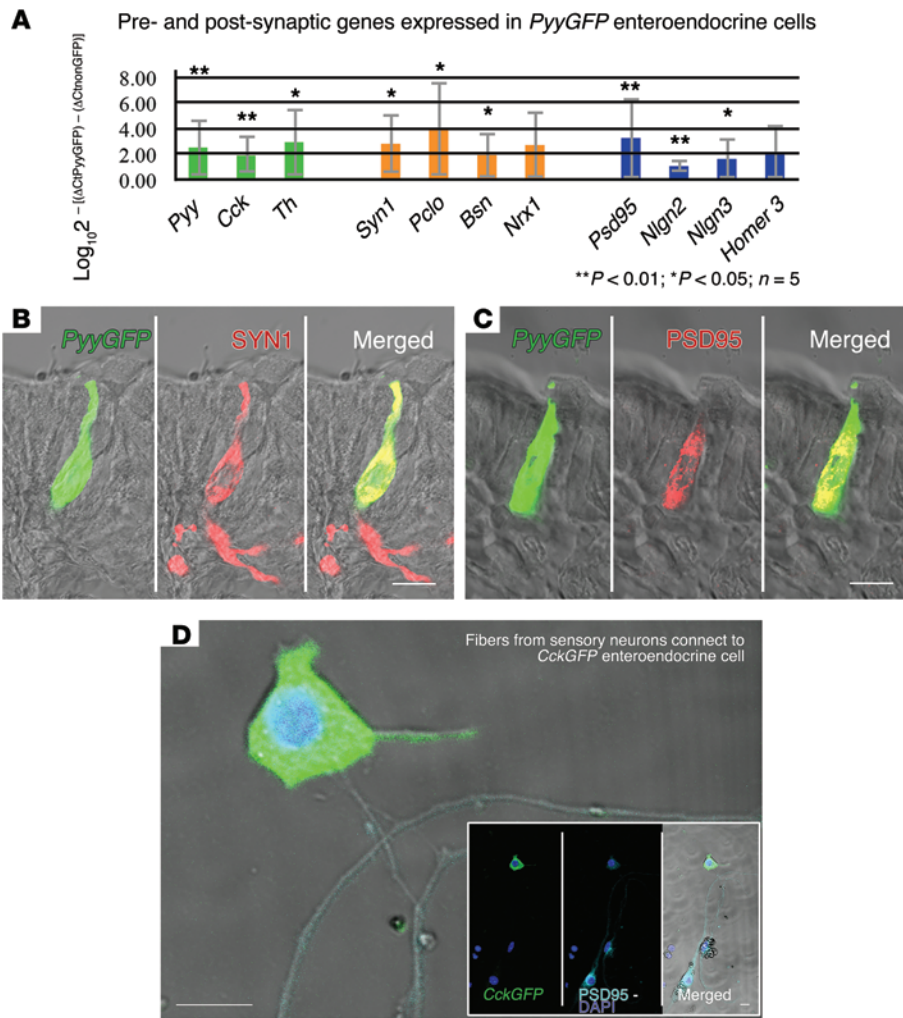 A
Pre- and post-synaptic genes expressed in PyyGFP enteroendocrine cells
Log₁₀2 – [(ΔCtPyyGFP) – (ΔCtnonGFP)]
8.00
6.00
4.00
2.00
0.00
** ** * * * * ** ** *
Pyy Cck Th Syn1 Pclo Bsn Nrx1 Psd95 Nlgn2 Nlgn3 Homer 3
**P < 0.01; *P < 0.05; n = 5
B
PyyGFP SYN1 Merged
C
PyyGFP PSD95 Merged
D
Fibers from sensory neurons connect to
CckGFP enteroendocrine cell
CckGFP PSD95 - Merged
DAPI